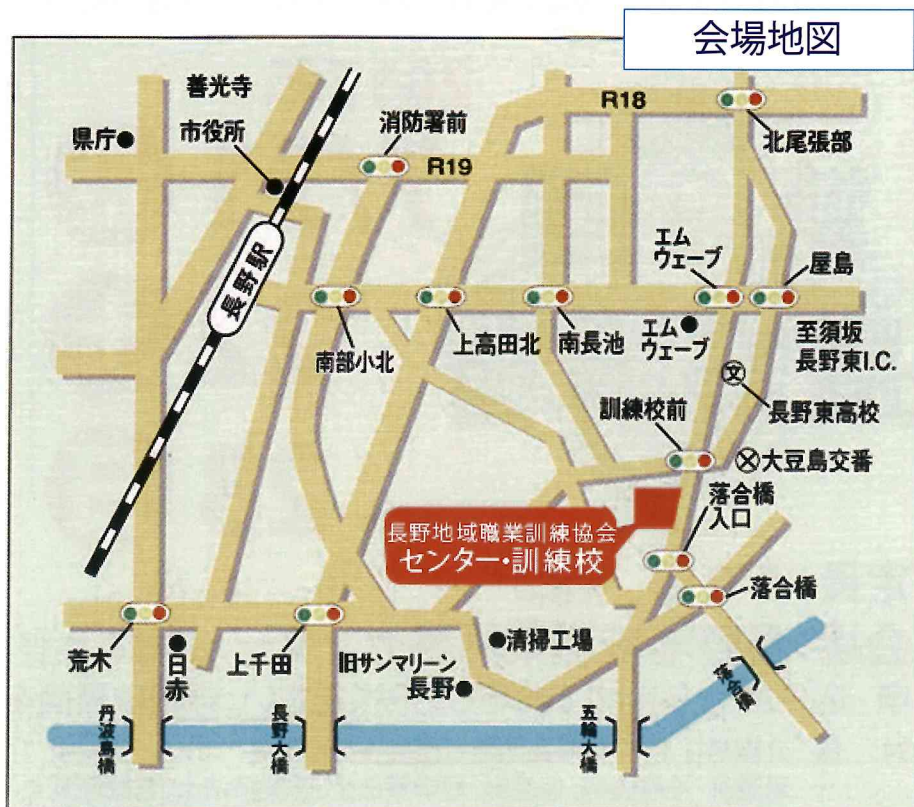 会場地図
善光寺
R18
県庁
市役所
消防署前
北尾張部
R19
長野駅
エム
ウェーブ
屋島
南部小北
上高田北
南長池
エム
ウェーブ
至須坂
長野東I.C.
文
長野東高校
訓練校前
大豆島交番
落合橋
入口
長野地域職業訓練協会
センター・訓練校
落合橋
荒木
日赤
上千田
旧サンマリーン
長野
清掃工場
丹波島橋
長野大橋
五輪大橋
落合橋